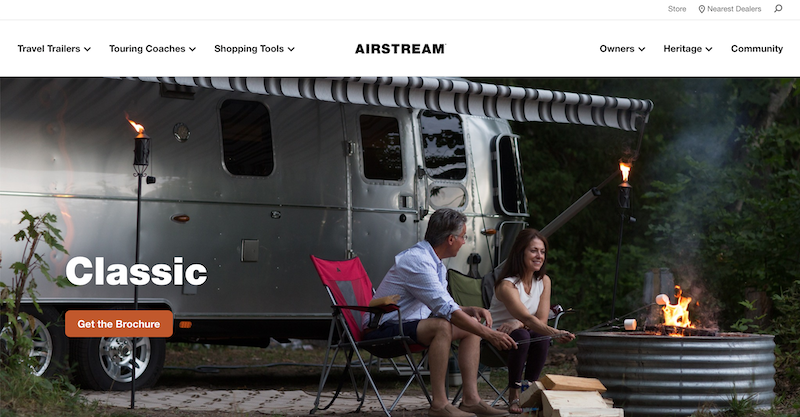 Store Nearest Dealers
Travel Trailers Touring Coaches Shopping Tools AIRSTREAM Owners Heritage Community
Classic
Get the Brochure